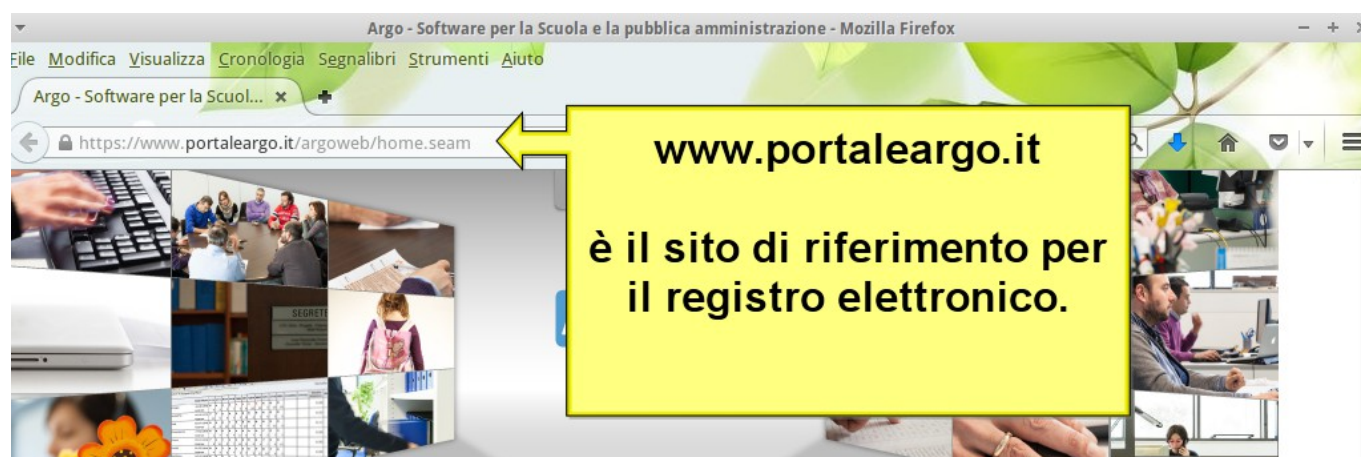 Argo - Software per la Scuola e la pubblica amministrazione - Mozilla Firefox
File Modifica Visualizza Cronologia Segnalibri Strumenti Aiuto
Argo - Software per la Scuol...
https://www.portaleargo.it/argoweb/home.seam
www.portaleargo.it
è il sito di riferimento per
il registro elettronico.